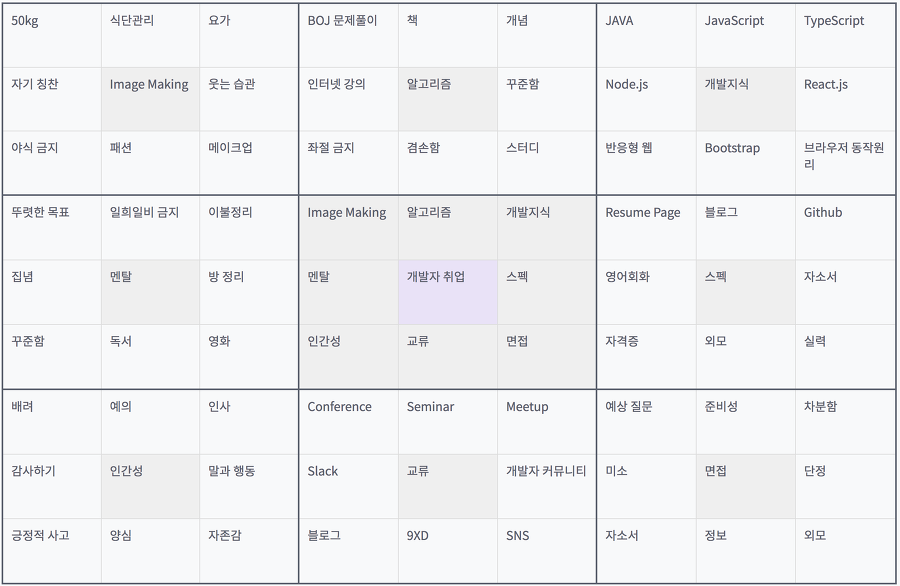 50kg 식단관리 요가 BOJ 문제풀이 책 개념 JAVA JavaScript TypeScript
자기 칭찬 Image Making 웃는 습관 인터넷 강의 알고리즘 꾸준함 Node.js 개발지식 React.js
야식 금지 패션 메이크업 좌절 금지 겸손함 스터디 반응형 웹 Bootstrap 브라우저 동작원
리
뚜렷한 목표 일희일비 금지 이불정리 Image Making 알고리즘 개발지식 Resume Page 블로그 Github
집념 멘탈 방 정리 멘탈 개발자 취업 스펙 영어회화 스펙 자소서
꾸준함 독서 영화 인간성 교류 면접 자격증 외모 실력
배려 예의 인사 Conference Seminar Meetup 예상 질문 준비성 차분함
감사하기 인간성 말과 행동 Slack 교류 개발자 커뮤니티 미소 면접 단정
긍정적 사고 양심 자존감 블로그 9XD SNS 자소서 정보 외모